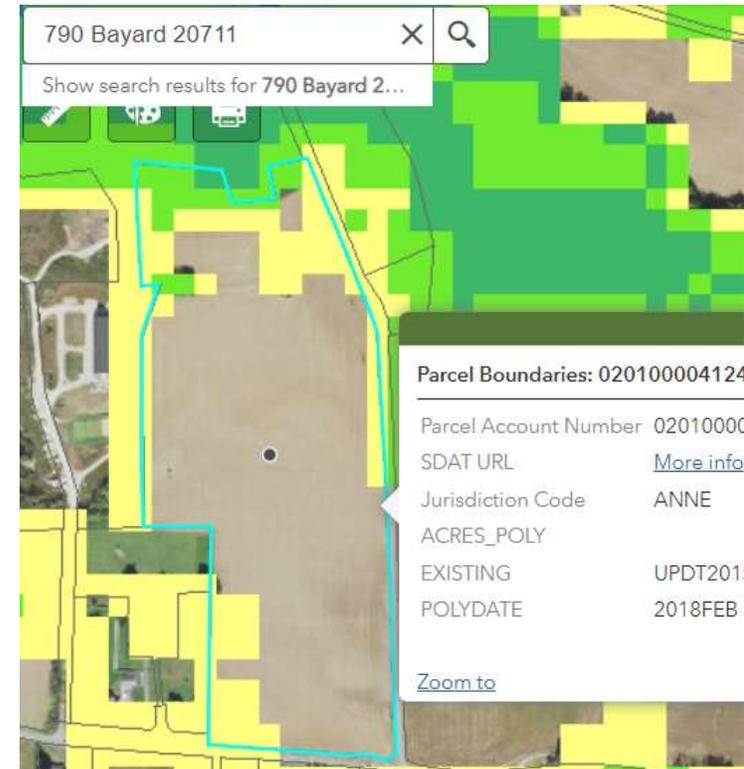 790 Bayard 20711
Show search results for 790 Bayard 2...
Parcel Boundaries: 020100004124
Parcel Account Number 02010000
SDAT URL More info
Jurisdiction Code ANNE
ACRES_POLY
EXISTING UPDT201
POLYDATE 2018FEB
Zoom to